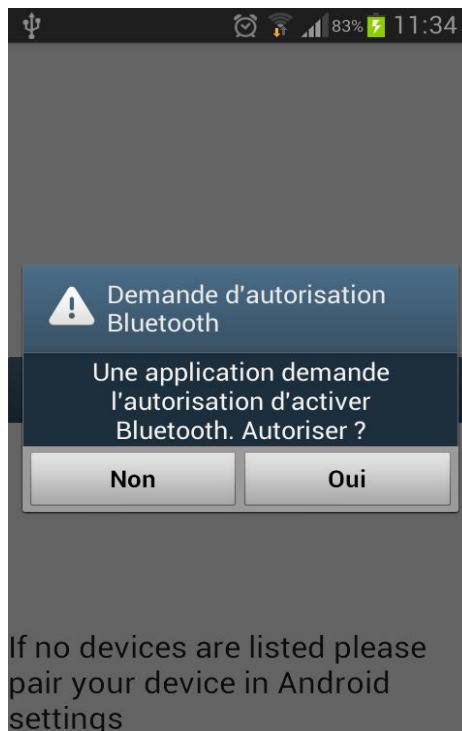 83% 11:34
Demande d'autorisation
Bluetooth
Une application demande
l'autorisation d'activer
Bluetooth. Autoriser ?
Non Oui
If no devices are listed please
pair your device in Android
settings